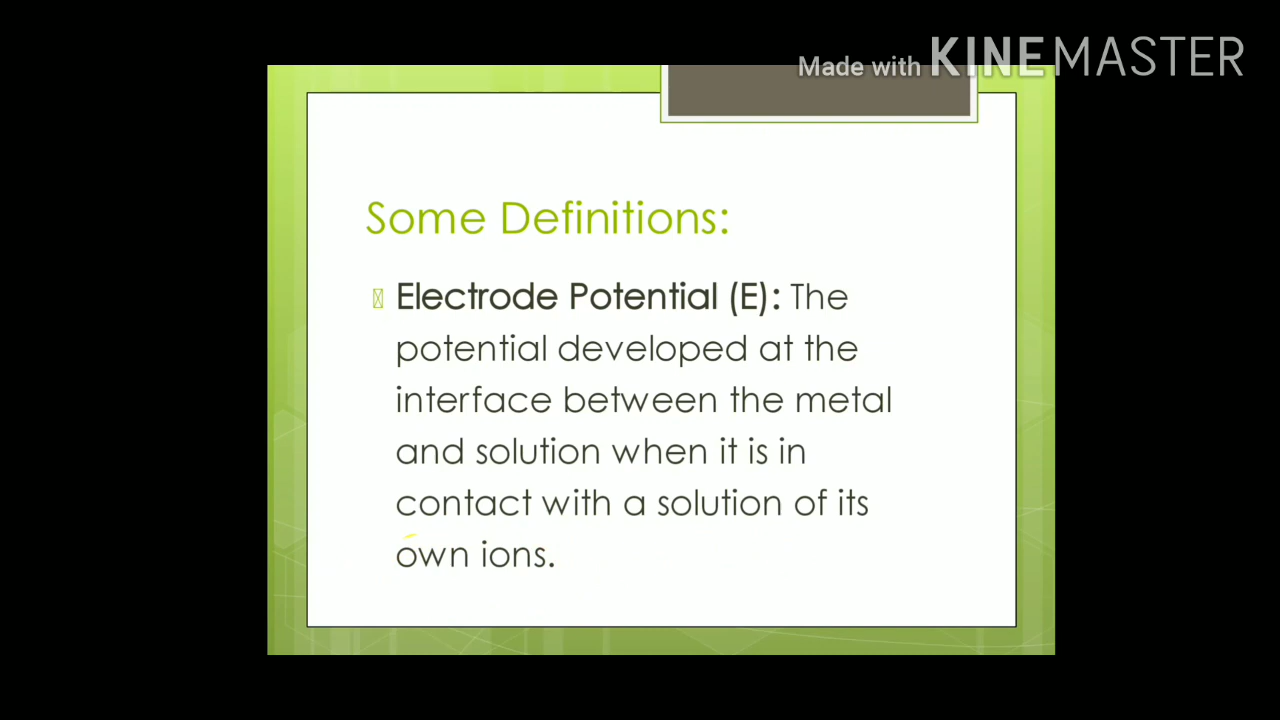 Made with KINEMASTER
Some Definitions:
Electrode Potential (E): The
potential developed at the
interface between the metal
and solution when it is in
contact with a solution of its
own ions.